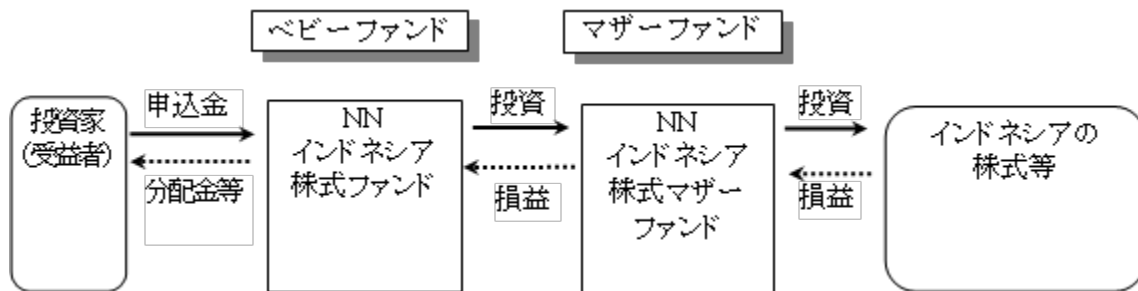 ベビーファンド
マザーファンド
投資家
(受益者)
申込金
分配金等
NN
インドネシア
株式ファンド
投資
損益
NN
インドネシア
株式マザー
ファンド
投資
損益
インドネシアの
株式等